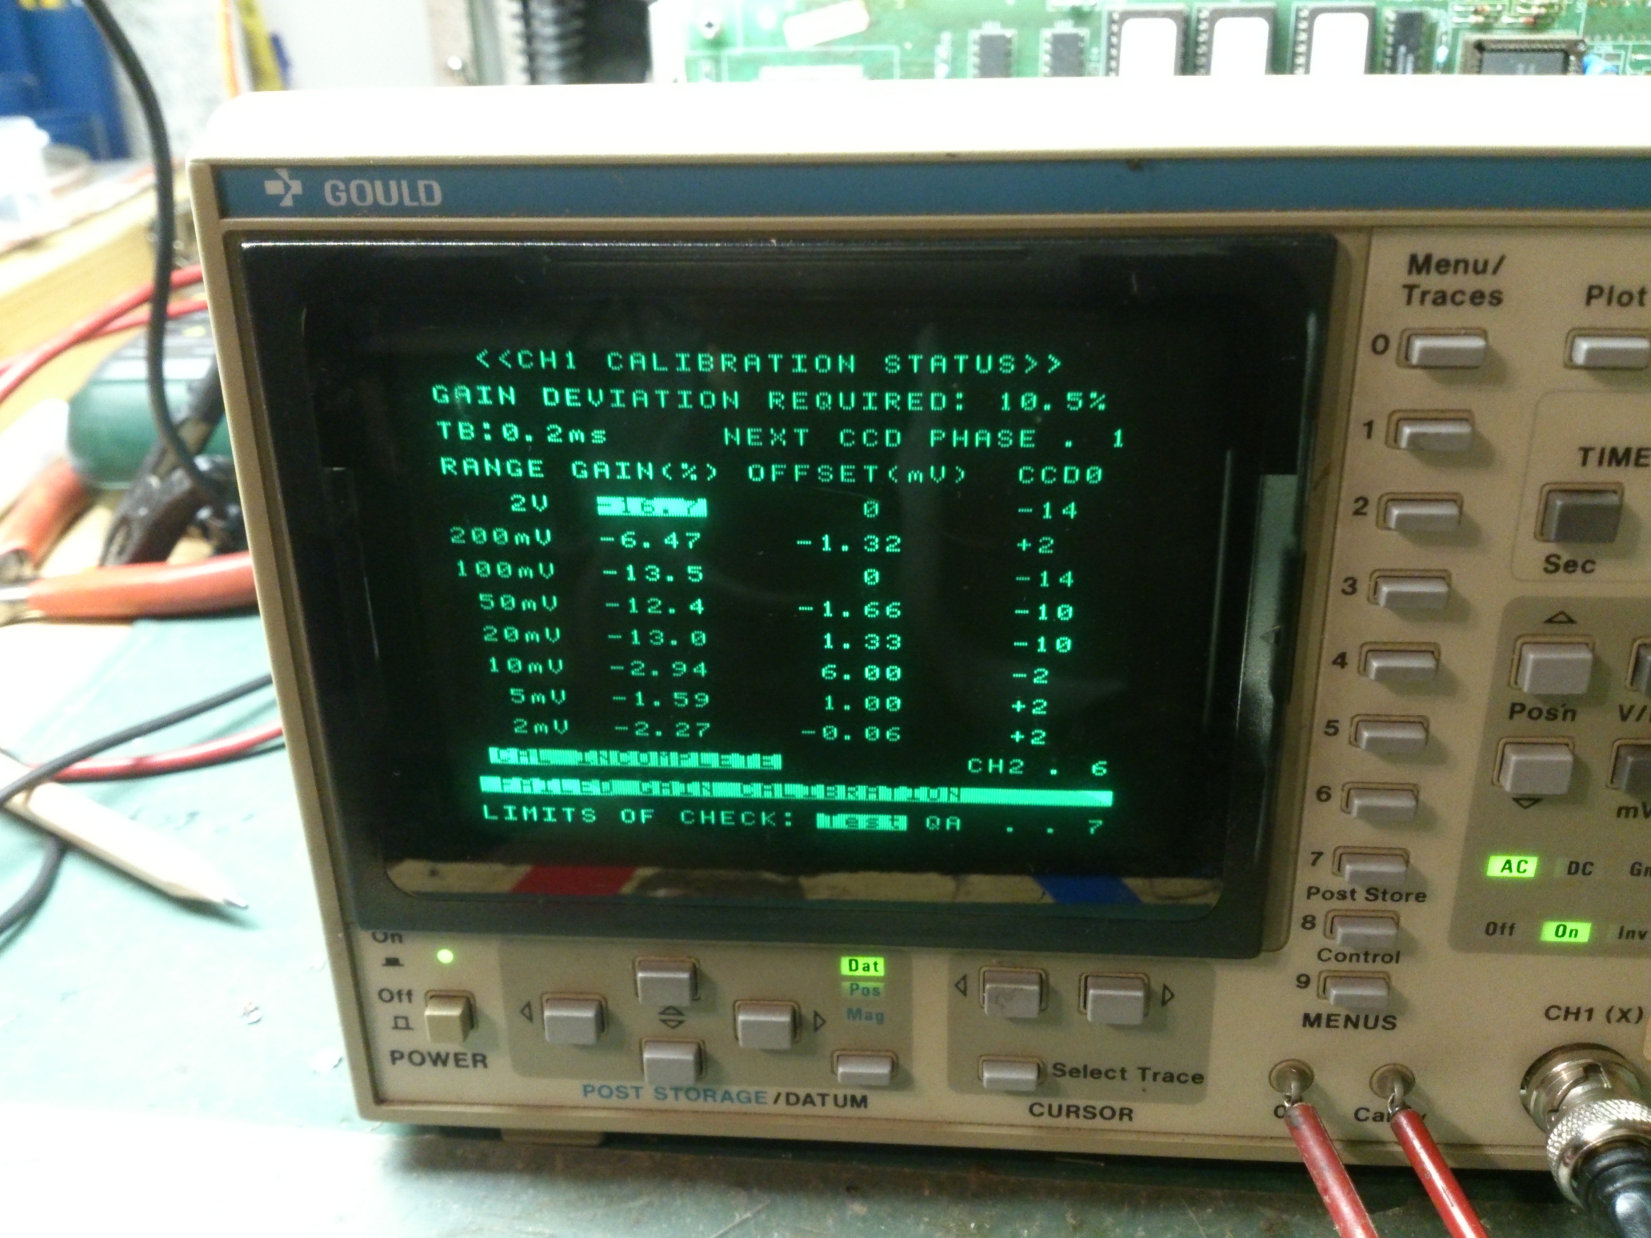 GOULD
<<CH1 CALIBRATION STATUS>>
GAIN DEVIATION REQUIRED: 10.5%
TB:0.2ms NEXT CCD PHASE . 1
RANGE GAIN(%) OFFSET(mV) CCD0
2V -16.7 0 -14
200mV -6.47 -1.32 +2
100mV -13.5 0 -14
50mV -12.4 -1.66 -10
20mV -13.0 1.33 -10
10mV -2.94 6.00 -2
5mV -1.59 1.00 +2
2mV -2.27 -0.06 +2
CAL INCOMPLETE CH2 . 6
FAILED GAIN CALIBRATION
LIMITS OF CHECK: Test QA . . 7
Menu/
Traces
Plot
0
1
2
3
4
5
6
7
Post Store
8
Control
9
MENUS
TIME
Sec
Posn
V/
mV
AC DC
Off On Inv
CH1 (X)
On
Off
POWER
Dat
Pos
Mag
POST STORAGE/DATUM
Select Trace
CURSOR